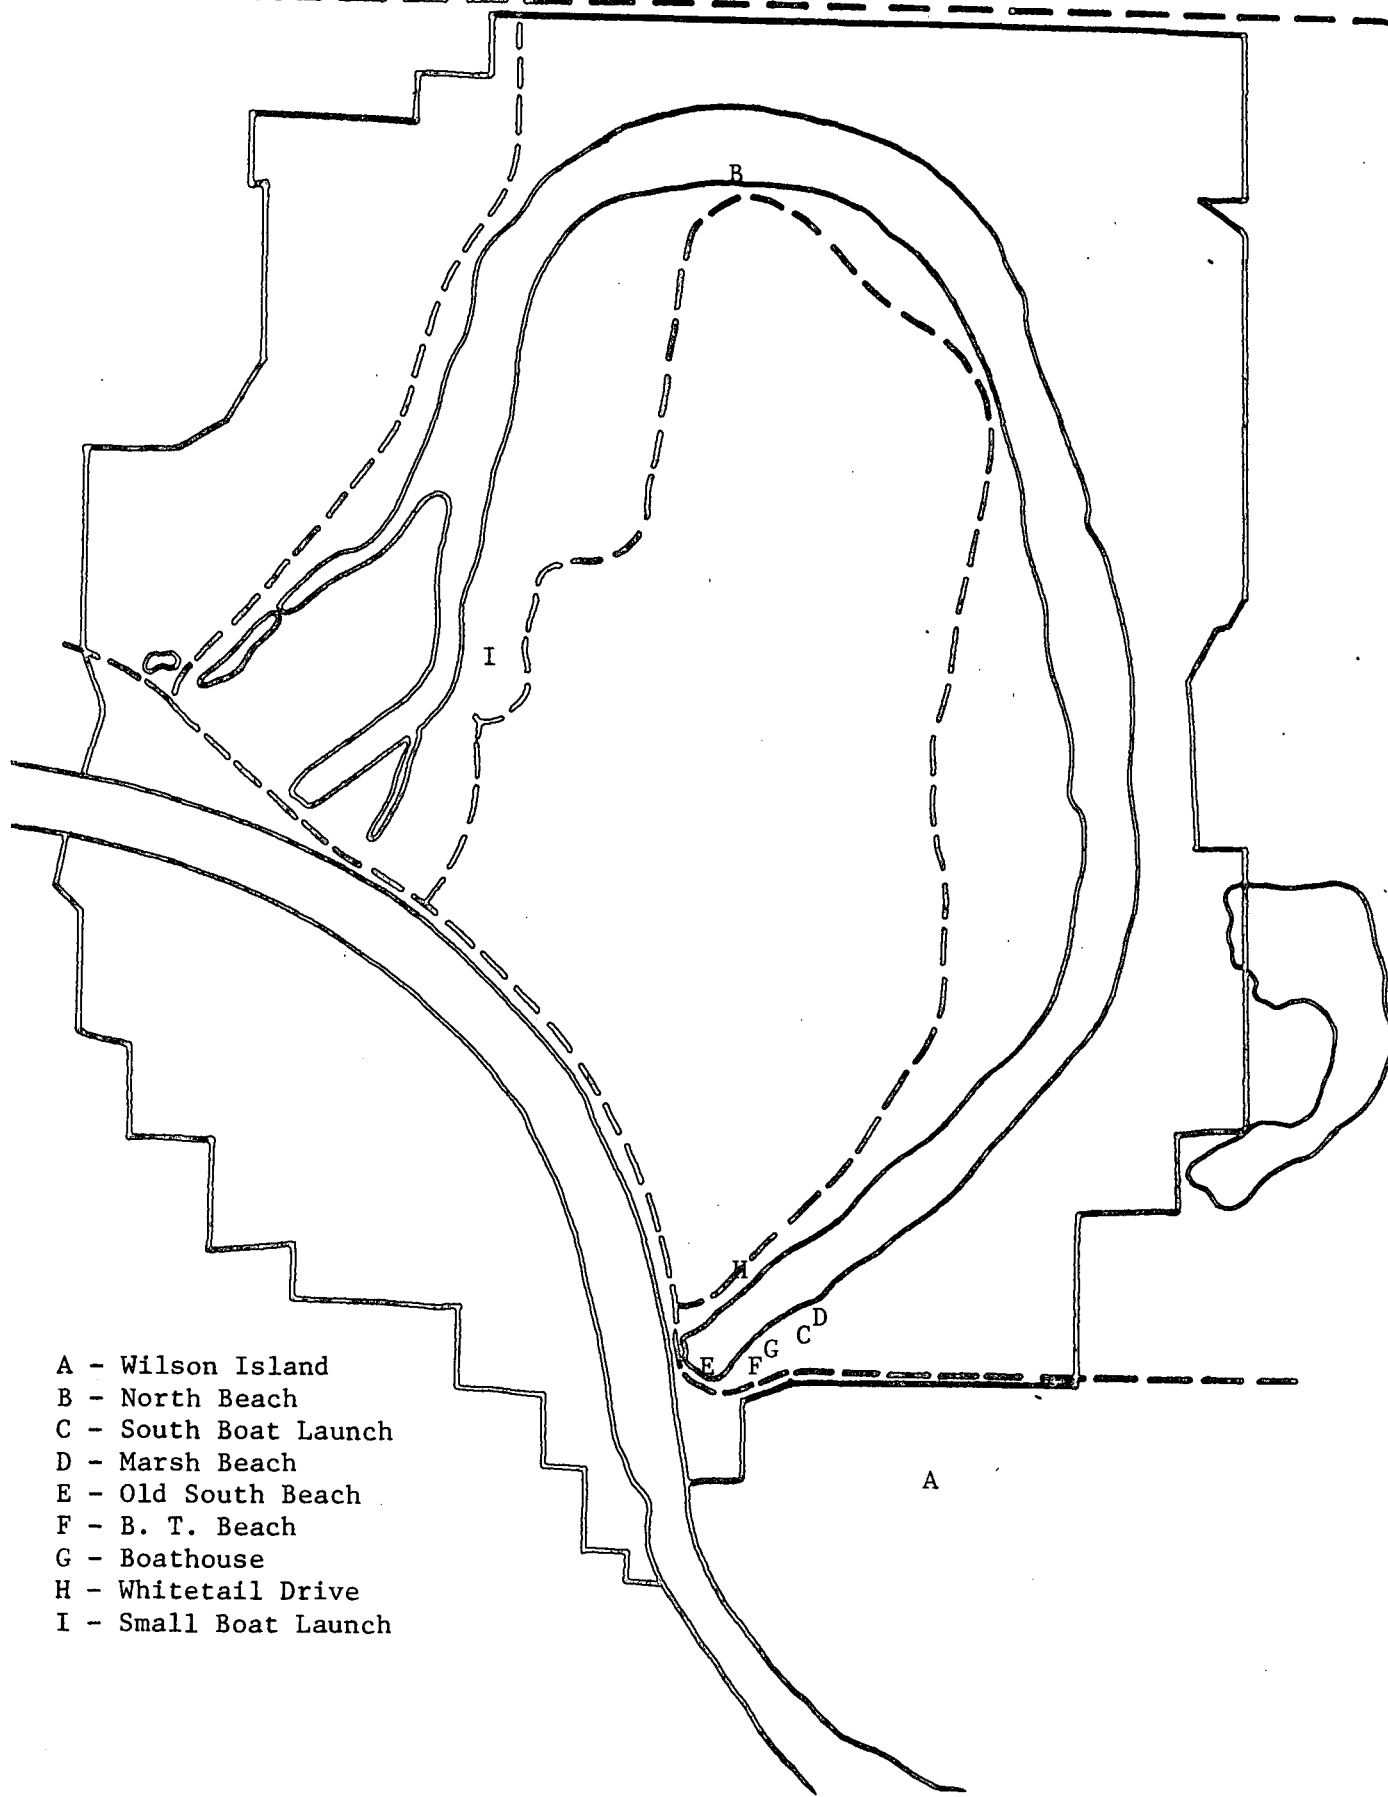 B
I
H
D
C
G
E
F
A
A - Wilson Island
B - North Beach
C - South Boat Launch
D - Marsh Beach
E - Old South Beach
F - B. T. Beach
G - Boathouse
H - Whitetail Drive
I - Small Boat Launch